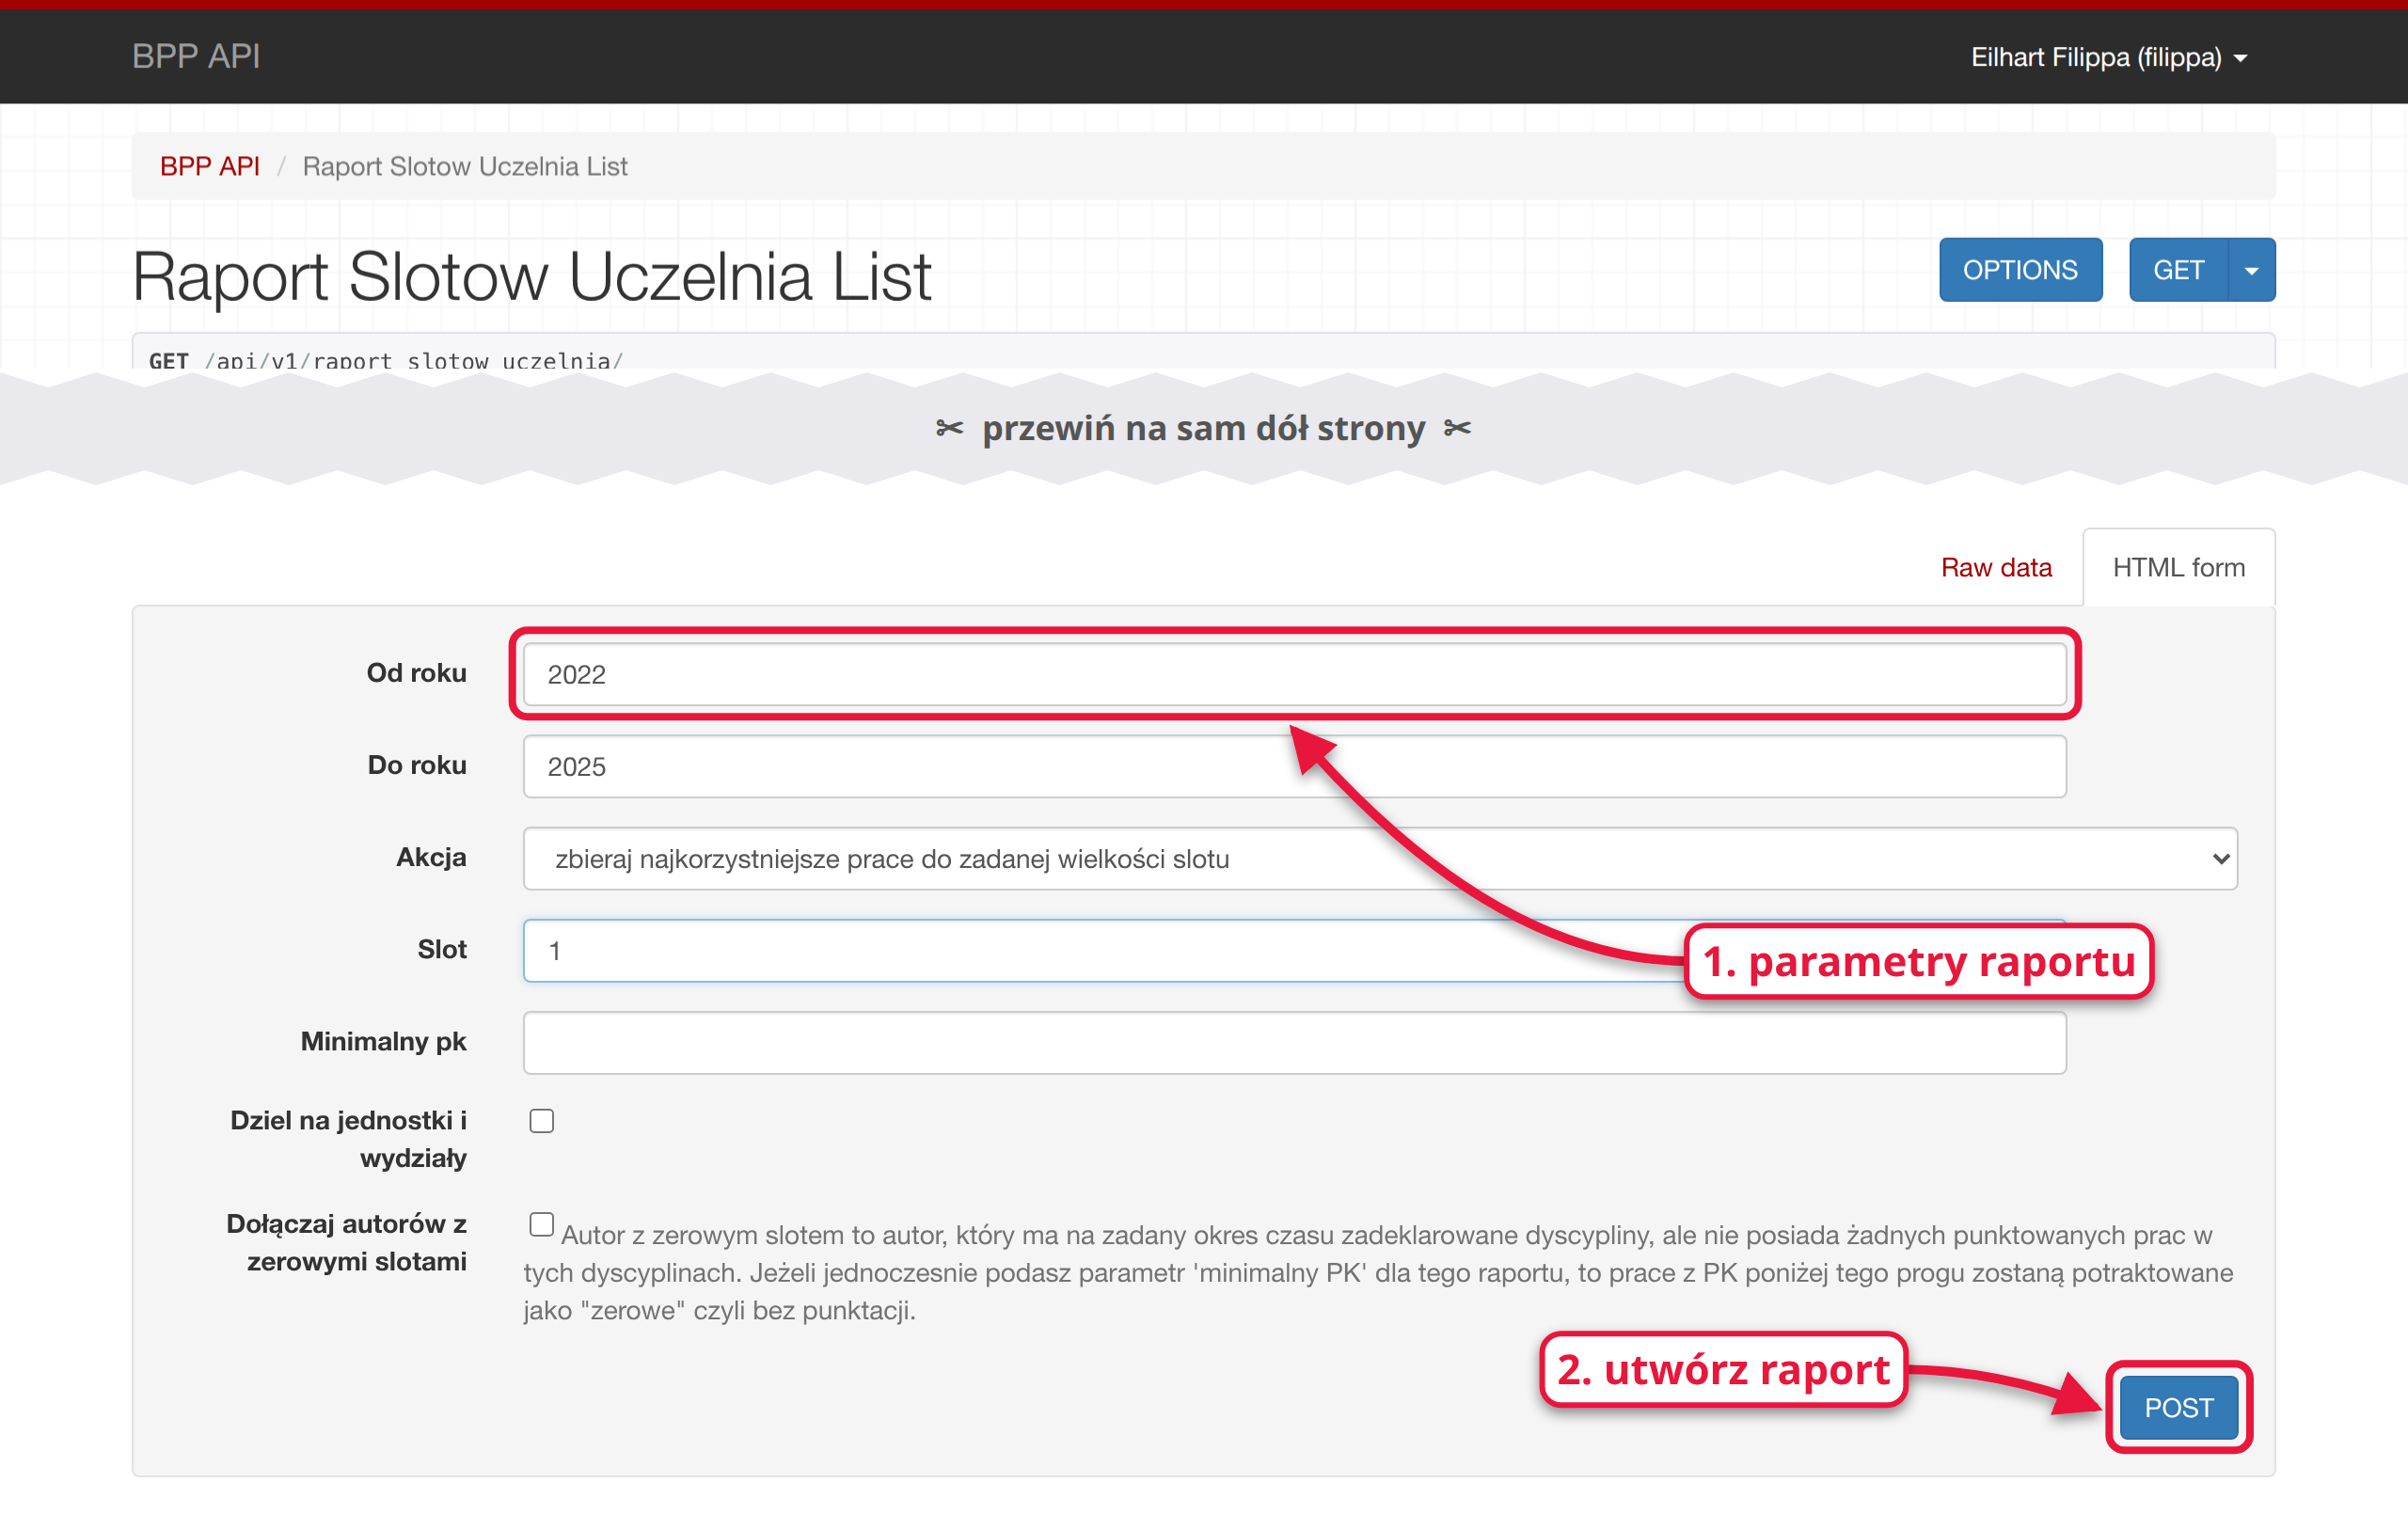 BPP API
Eilhart Filippa (filippa)
BPP API / Raport Slotow Uczelnia List
Raport Slotow Uczelnia List
OPTIONS
GET
GET /api/v1/raport_slotow_uczelnia/
✂ przewiń na sam dół strony ✂
Raw data
HTML form
Od roku
2022
Do roku
2025
Akcja
zbieraj najkorzystniejsze prace do zadanej wielkości slotu
Slot
1
1. parametry raportu
Minimalny pk
Dziel na jednostki i
wydziały
Dołączaj autorów z
zerowymi slotami
Autor z zerowym slotem to autor, który ma na zadany okres czasu zadeklarowane dyscypliny, ale nie posiada żadnych punktowanych prac w
tych dyscyplinach. Jeżeli jednoczesnie podasz parametr 'minimalny PK' dla tego raportu, to prace z PK poniżej tego progu zostaną potraktowane
jako "zerowe" czyli bez punktacji.
2. utwórz raport
POST